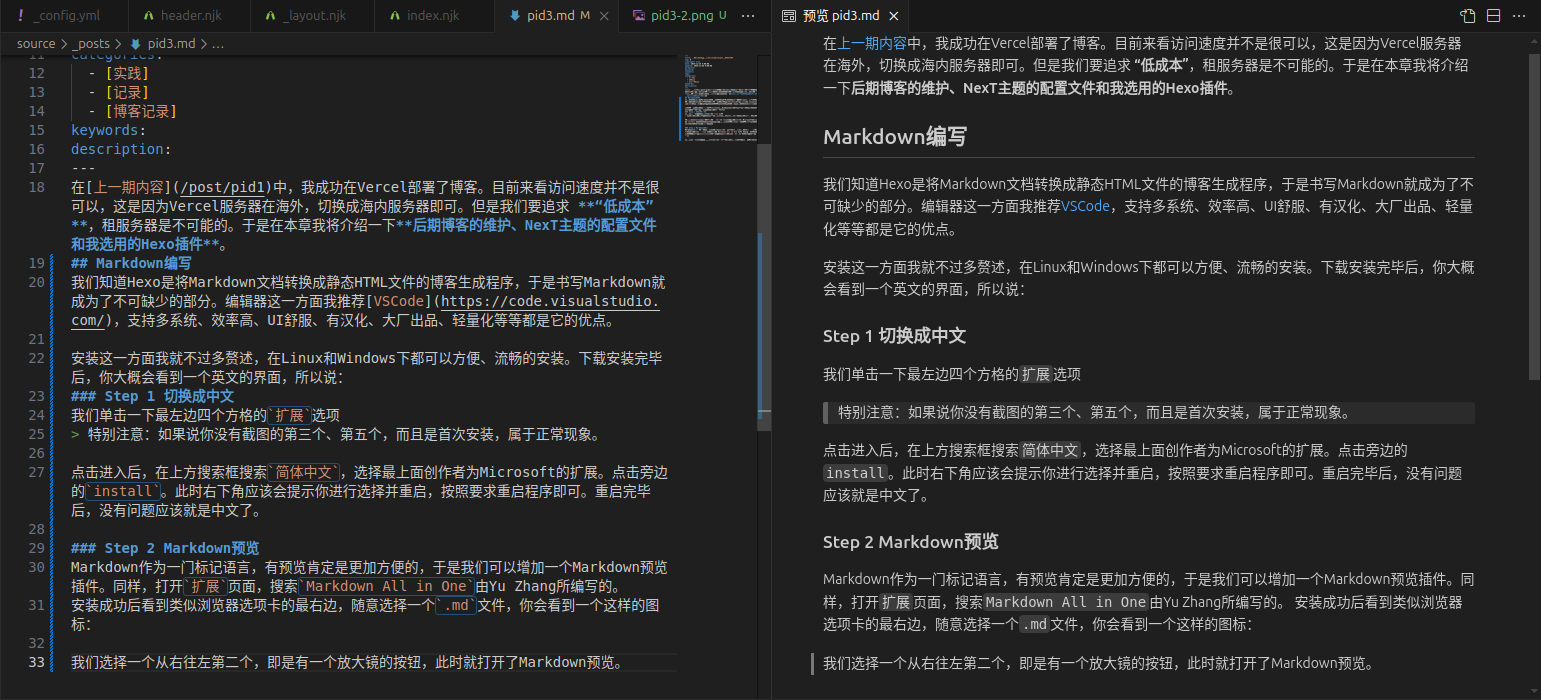 _config.yml
header.njk
_layout.njk
index.njk
pid3.md M
pid3-2.png U
预览 pid3.md
source > _posts > pid3.md > ...
11 categories:
12 - [实践]
13 - [记录]
14 - [博客记录]
15 keywords:
16 description:
17 ---
18 在[上一期内容](/post/pid1)中，我成功在Vercel部署了博客。目前来看访问速度并不是很
可以，这是因为Vercel服务器在海外，切换成海内服务器即可。但是我们要追求 **“低成本”
**，租服务器是不可能的。于是在本章我将介绍一下**后期博客的维护、NexT主题的配置文件
和我选用的Hexo插件**。
19 ## Markdown编写
20 我们知道Hexo是将Markdown文档转换成静态HTML文件的博客生成程序，于是书写Markdown就
成为了不可缺少的部分。编辑器这一方面我推荐[VSCode](https://code.visualstudio.
com/)，支持多系统、效率高、UI舒服、有汉化、大厂出品、轻量化等等都是它的优点。
21
22 安装这一方面我就不过多赘述，在Linux和Windows下都可以方便、流畅的安装。下载安装完毕
后，你大概会看到一个英文的界面，所以说：
23 ### Step 1 切换成中文
24 我们单击一下最左边四个方格的`扩展`选项
25 > 特别注意：如果说你没有截图的第三个、第五个，而且是首次安装，属于正常现象。
26
27 点击进入后，在上方搜索框搜索`简体中文`，选择最上面创作者为Microsoft的扩展。点击旁边
的`install`。此时右下角应该会提示你进行选择并重启，按照要求重启程序即可。重启完毕
后，没有问题应该就是中文了。
28
29 ### Step 2 Markdown预览
30 Markdown作为一门标记语言，有预览肯定是更加方便的，于是我们可以增加一个Markdown预览
插件。同样，打开`扩展`页面，搜索`Markdown All in One`由Yu Zhang所编写的。
31 安装成功后看到类似浏览器选项卡的最右边，随意选择一个`.md`文件，你会看到一个这样的图
标：
32
33 我们选择一个从右往左第二个，即是有一个放大镜的按钮，此时就打开了Markdown预览。
在上一期内容中，我成功在Vercel部署了博客。目前来看访问速度并不是很可以，这是因为Vercel服务器
在海外，切换成海内服务器即可。但是我们要追求 “低成本”，租服务器是不可能的。于是在本章我将介绍
一下后期博客的维护、NexT主题的配置文件和我选用的Hexo插件。
Markdown编写
我们知道Hexo是将Markdown文档转换成静态HTML文件的博客生成程序，于是书写Markdown就成为了不
可缺少的部分。编辑器这一方面我推荐VSCode，支持多系统、效率高、UI舒服、有汉化、大厂出品、轻量
化等等都是它的优点。
安装这一方面我就不过多赘述，在Linux和Windows下都可以方便、流畅的安装。下载安装完毕后，你大概
会看到一个英文的界面，所以说：
Step 1 切换成中文
我们单击一下最左边四个方格的扩展选项
特别注意：如果说你没有截图的第三个、第五个，而且是首次安装，属于正常现象。
点击进入后，在上方搜索框搜索简体中文，选择最上面创作者为Microsoft的扩展。点击旁边的
install。此时右下角应该会提示你进行选择并重启，按照要求重启程序即可。重启完毕后，没有问题
应该就是中文了。
Step 2 Markdown预览
Markdown作为一门标记语言，有预览肯定是更加方便的，于是我们可以增加一个Markdown预览插件。同
样，打开扩展页面，搜索Markdown All in One由Yu Zhang所编写的。 安装成功后看到类似浏览器
选项卡的最右边，随意选择一个.md文件，你会看到一个这样的图标：
我们选择一个从右往左第二个，即是有一个放大镜的按钮，此时就打开了Markdown预览。